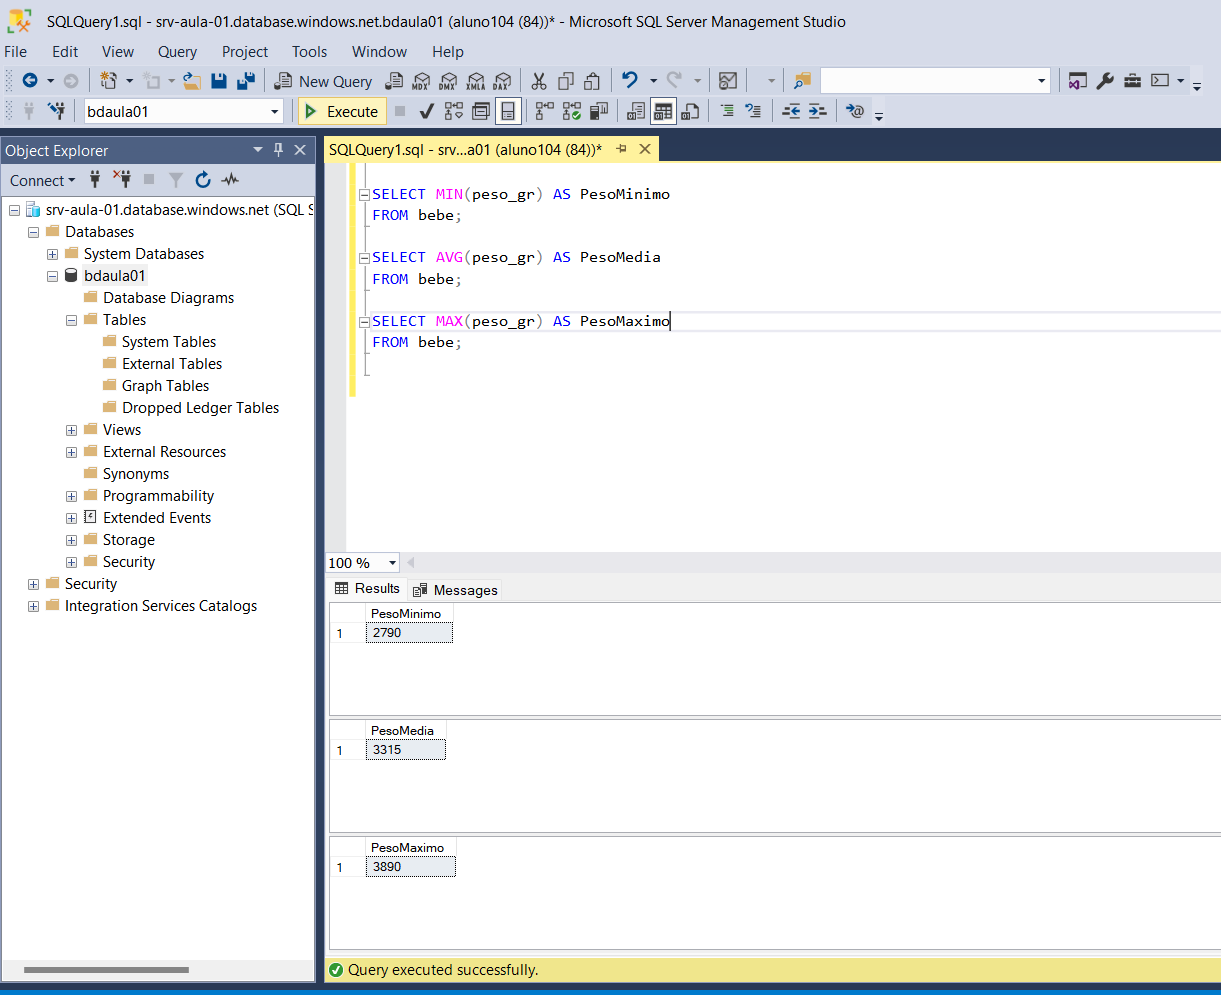 SQLQuery1.sql - srv-aula-01.database.windows.net.bdaula01 (aluno104 (84))* - Microsoft SQL Server Management Studio
File Edit View Query Project Tools Window Help
New Query MDX DMX XMLA DAX
bdaula01 Execute
Object Explorer
Connect
srv-aula-01.database.windows.net (SQL S
Databases
System Databases
bdaula01
Database Diagrams
Tables
System Tables
External Tables
Graph Tables
Dropped Ledger Tables
Views
External Resources
Synonyms
Programmability
Extended Events
Storage
Security
Security
Integration Services Catalogs
SQLQuery1.sql - srv...a01 (aluno104 (84))*
SELECT MIN(peso_gr) AS PesoMinimo
FROM bebe;
SELECT AVG(peso_gr) AS PesoMedia
FROM bebe;
SELECT MAX(peso_gr) AS PesoMaximo
FROM bebe;
100 %
Results Messages
PesoMinimo
1 2790
PesoMedia
1 3315
PesoMaximo
1 3890
Query executed successfully.